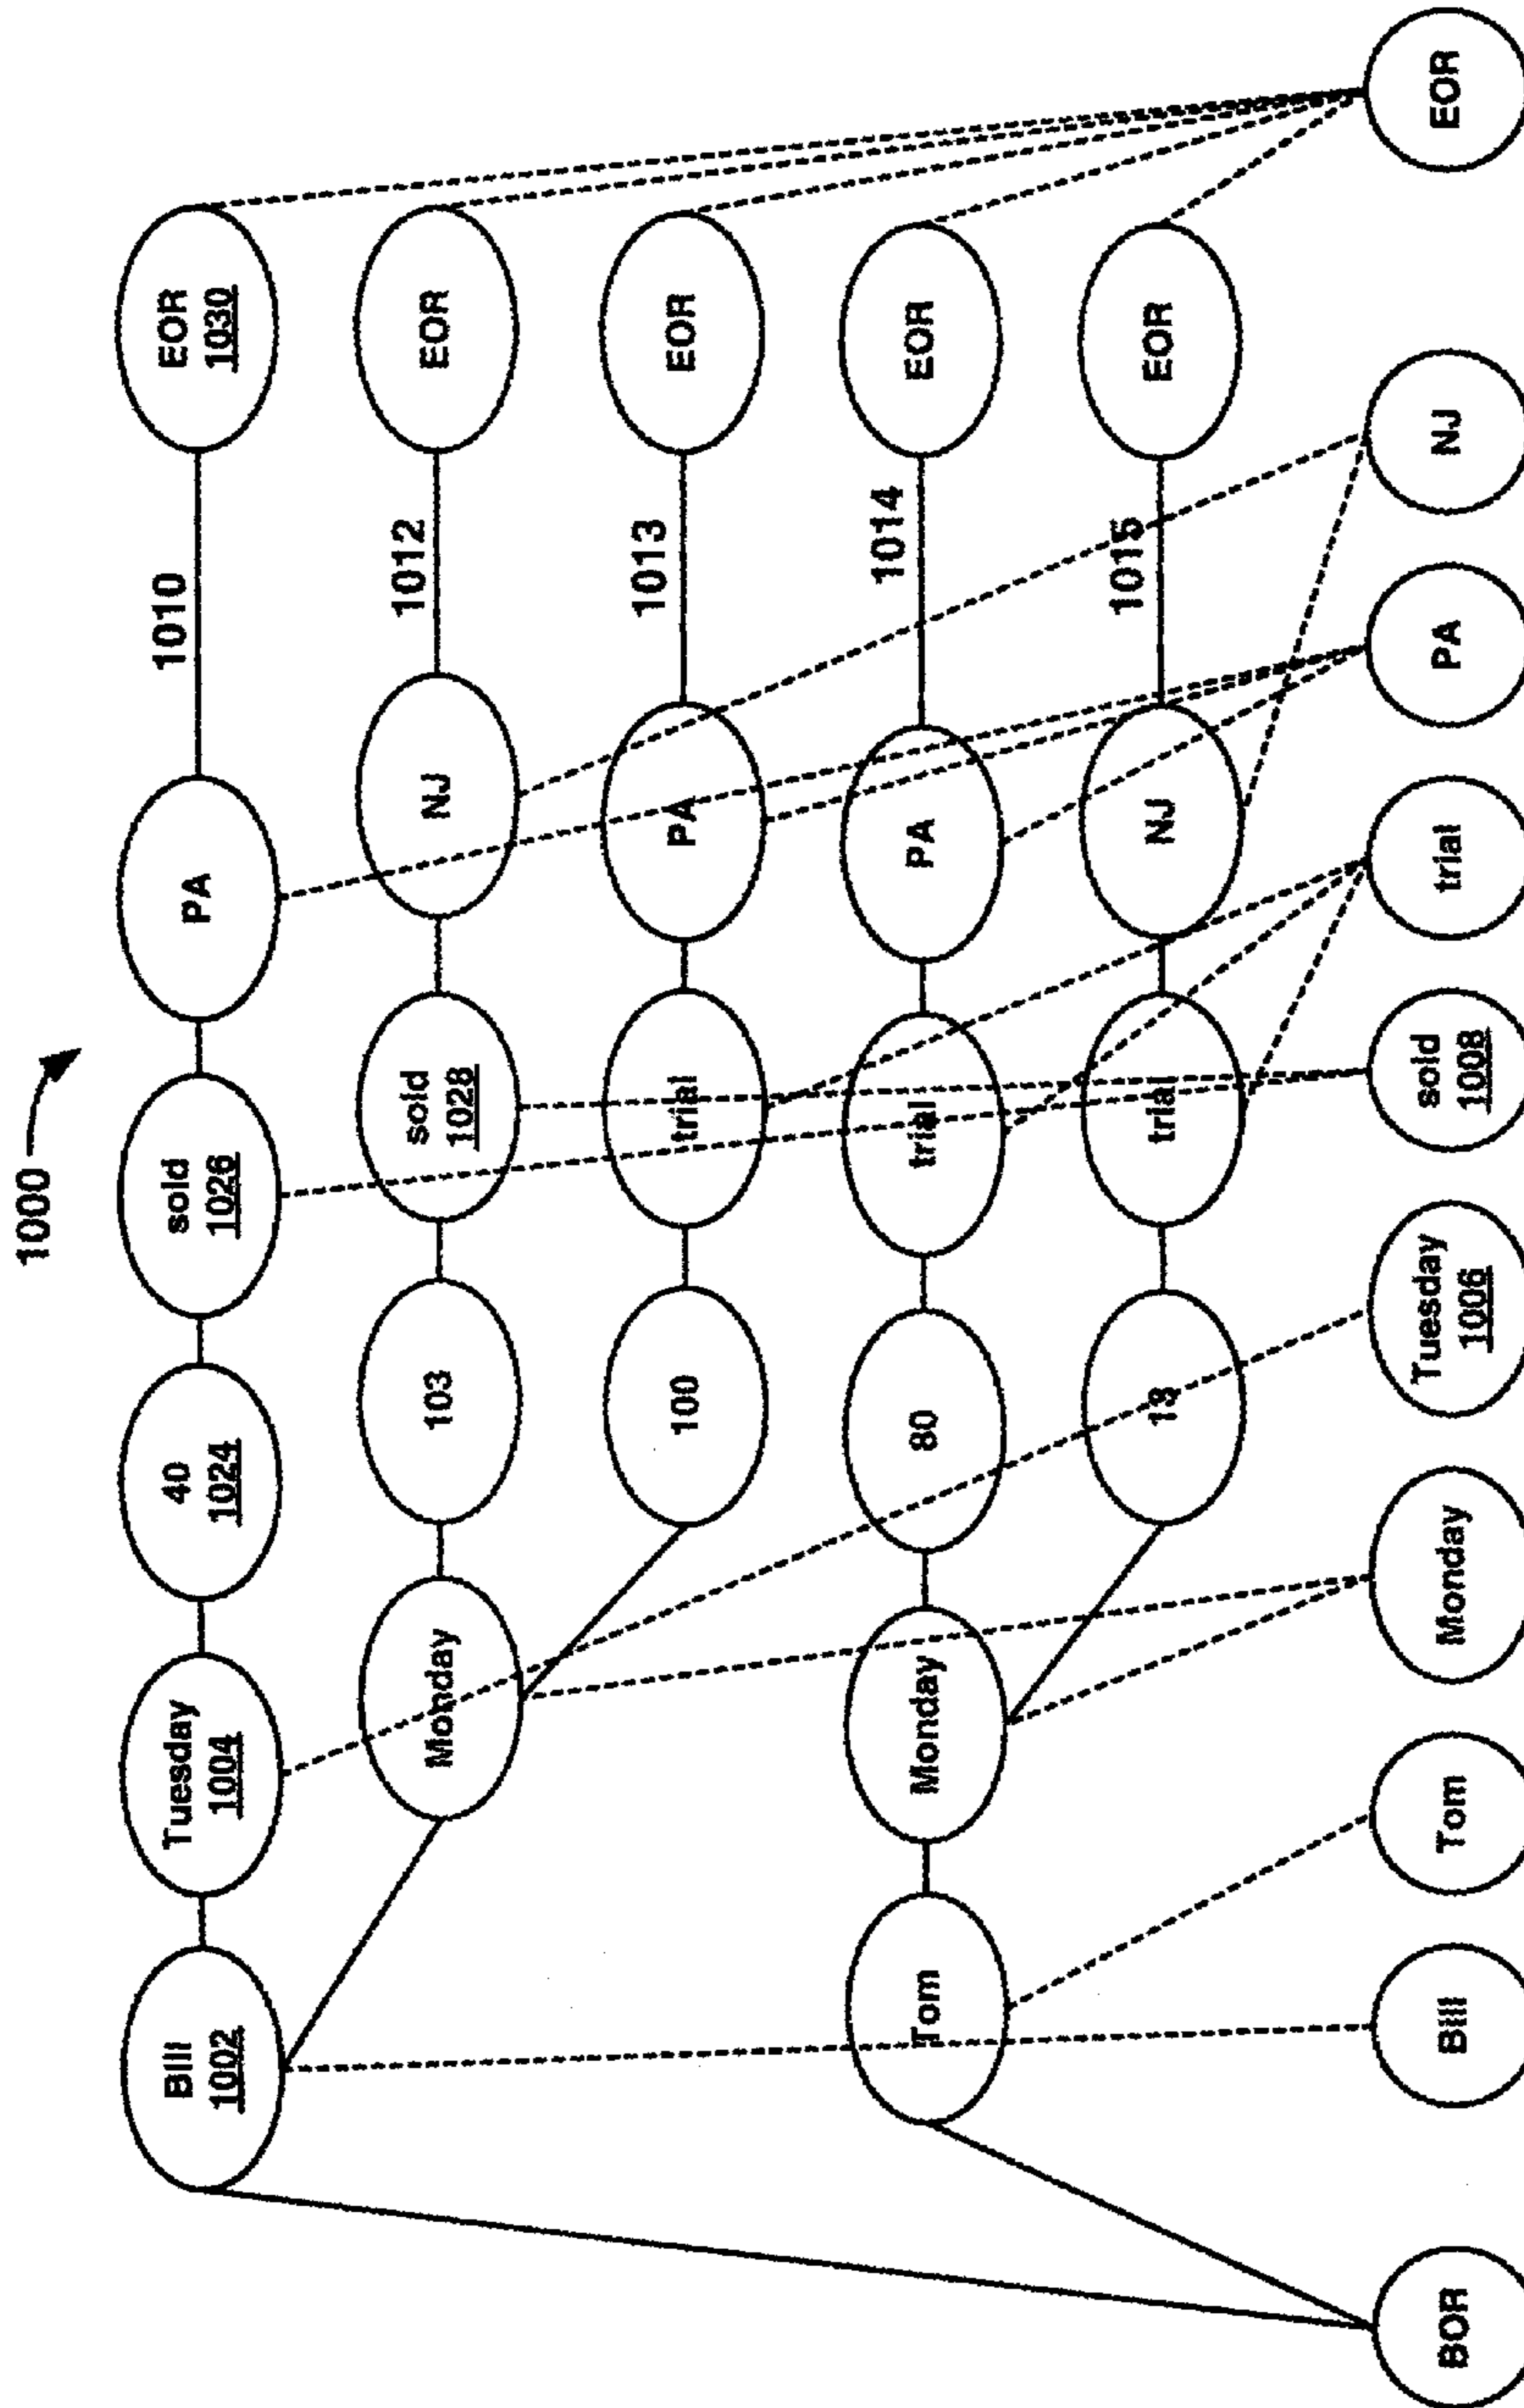 1000
Bill
1002
Tuesday
1004
40
1024
sold
1026
PA
1010
EOR
1030
Monday
103
sold
1028
NJ
1012
EOR
100
trial
PA
1013
EOR
Tom
Monday
80
trial
PA
1014
EOR
13
trial
NJ
1015
EOR
BOR
Bill
Tom
Monday
Tuesday
1006
sold
1008
trial
PA
NJ
EOR